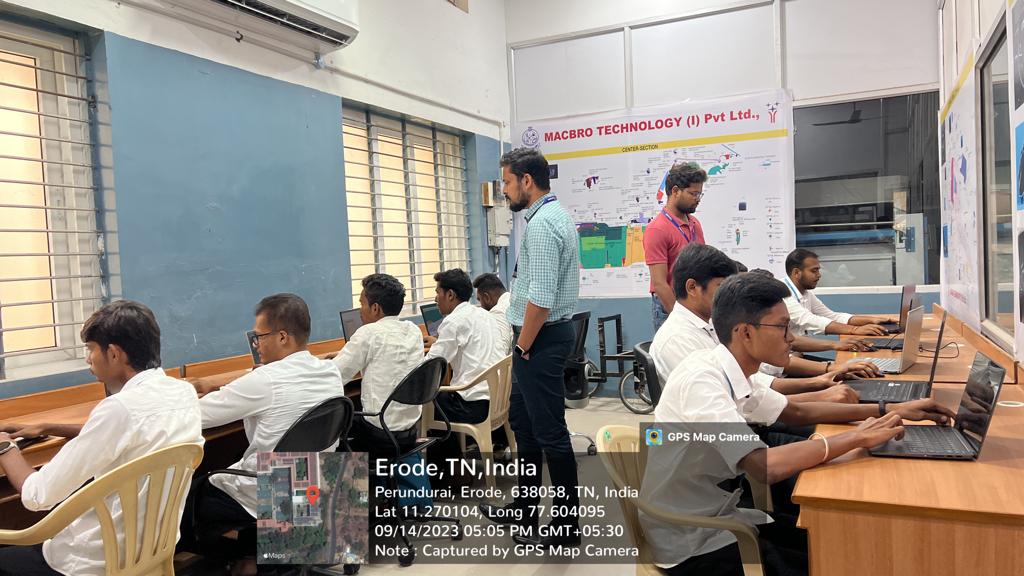 MACBRO TECHNOLOGY (I) Pvt Ltd.,
CENTER-SECTION
GPS Map Camera
Erode,TN,India
Perundurai, Erode, 638058, TN, India
Lat 11.270104, Long 77.604095
09/14/2023 05:05 PM GMT+05:30
Note : Captured by GPS Map Camera
Maps